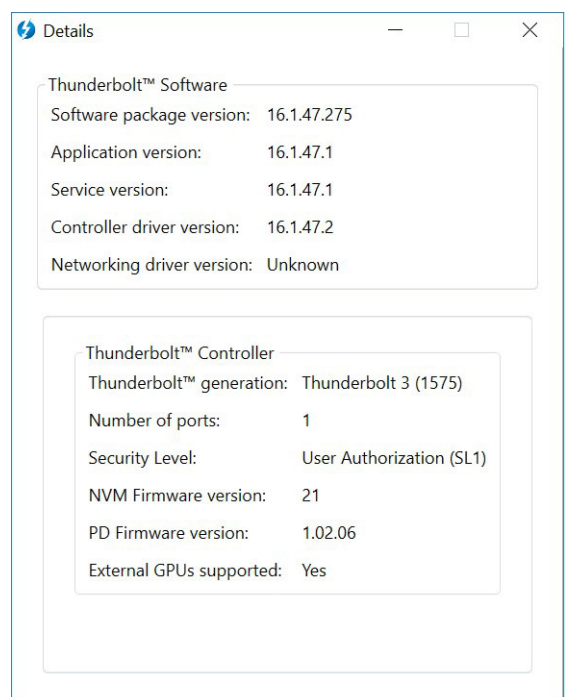 Details
Thunderbolt™ Software
Software package version: 16.1.47.275
Application version: 16.1.47.1
Service version: 16.1.47.1
Controller driver version: 16.1.47.2
Networking driver version: Unknown
Thunderbolt™ Controller
Thunderbolt™ generation: Thunderbolt 3 (1575)
Number of ports: 1
Security Level: User Authorization (SL1)
NVM Firmware version: 21
PD Firmware version: 1.02.06
External GPUs supported: Yes